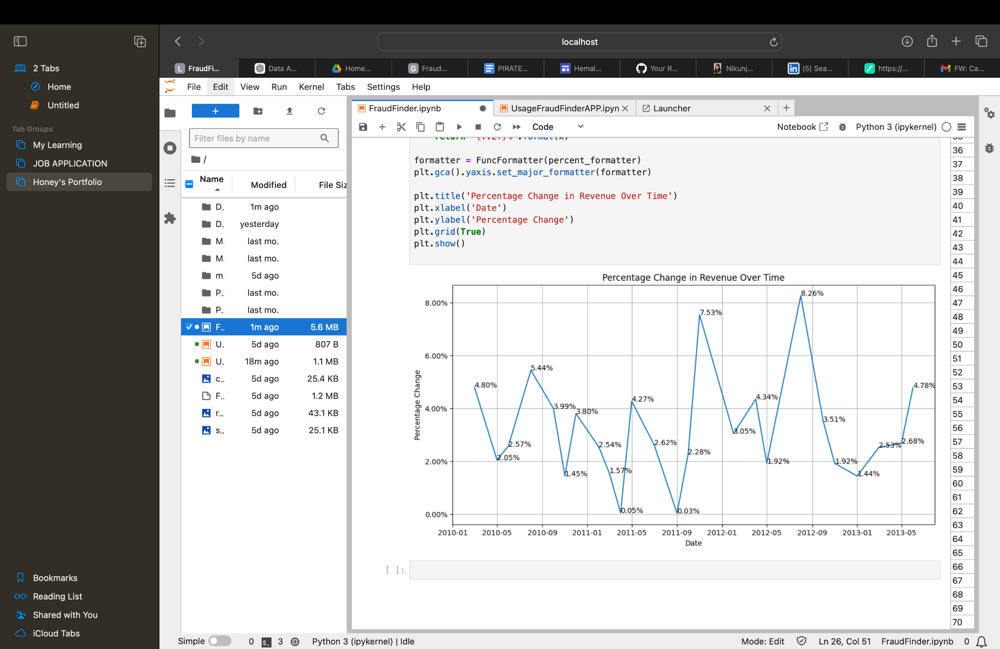 localhost
2 Tabs
Home
Untitled
Tab Groups
My Learning
JOB APPLICATION
Honey's Portfolio
Bookmarks
Reading List
Shared with You
iCloud Tabs
L FraudFi... Data A... Home... G Fraud... PIRATE... Hemal... Your R... Nikunj... in (5) Sea... https://... FW: Ca...
File Edit View Run Kernel Tabs Settings Help
Filter files by name
/
Name Modified File Siz
D. 1m ago
D. yesterday
M. last mo.
M. last mo.
m. 5d ago
P.. last mo.
P.. last mo.
F.. 1m ago 5.6 MB
U. 5d ago 807 B
U. 18m ago 1.1 MB
c.. 5d ago 25.4 KB
F.. 5d ago 1.2 MB
r.. 5d ago 43.1 KB
s.. 5d ago 25.1 KB
FraudFinder.ipynb UsageFraudFinderAPP.ipyn Launcher
Code Notebook Python 3 (ipykernel)
formatter = FuncFormatter(percent_formatter)
plt.gca().yaxis.set_major_formatter(formatter)
plt.title('Percentage Change in Revenue Over Time')
plt.xlabel('Date')
plt.ylabel('Percentage Change')
plt.grid(True)
plt.show()
Percentage Change in Revenue Over Time
Percentage Change
8.00%
6.00%
4.00%
2.00%
0.00%
4.80%
2.05%
2.57%
5.44%
3.99%
1.45%
3.80%
2.54%
1.57%
0.05%
4.27%
2.62%
0.03%
2.28%
7.53%
3.05%
4.34%
1.92%
8.26%
3.51%
1.92%
1.44%
2.53%
2.68%
4.78%
2010-01 2010-05 2010-09 2011-01 2011-05 2011-09 2012-01 2012-05 2012-09 2013-01 2013-05
Date
[ ]:
36
37
38
39
40
41
42
43
44
45
46
47
48
49
50
51
52
53
54
55
56
57
58
59
60
61
62
63
64
65
66
67
68
69
70
Simple 0 $_ 3 Python 3 (ipykernel) | Idle Mode: Edit Ln 26, Col 51 FraudFinder.ipynb 0